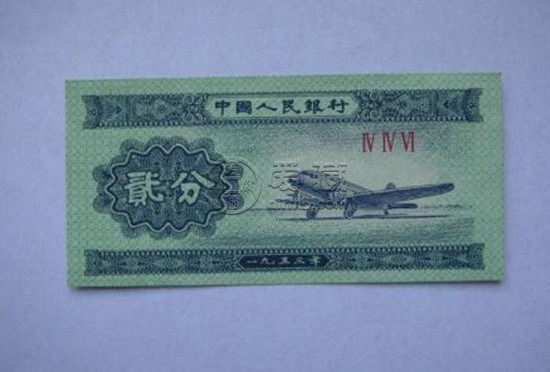 中國人民銀行
Ⅳ Ⅳ Ⅵ
貳分
一九五三年